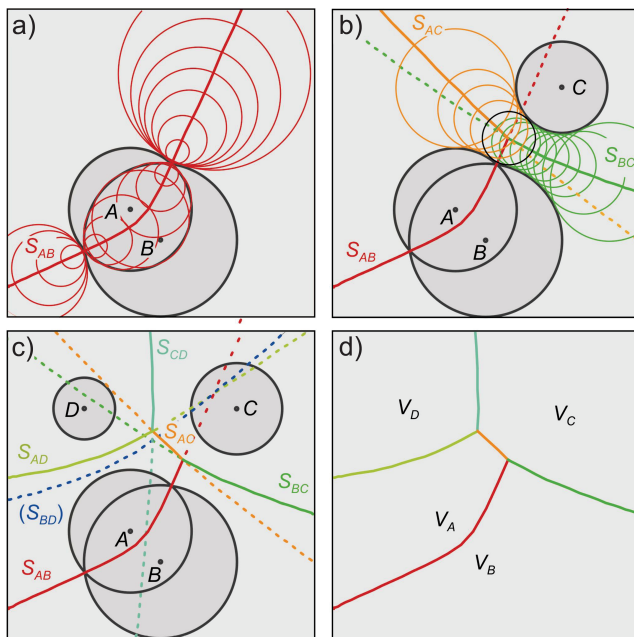 a)
A
B
S_AB
b)
S_AC
C
S_BC
A
B
S_AB
c)
S_CD
D
C
S_AC
S_AD
S_BC
(S_BD)
A
B
S_AB
d)
V_D
V_C
V_A
V_B